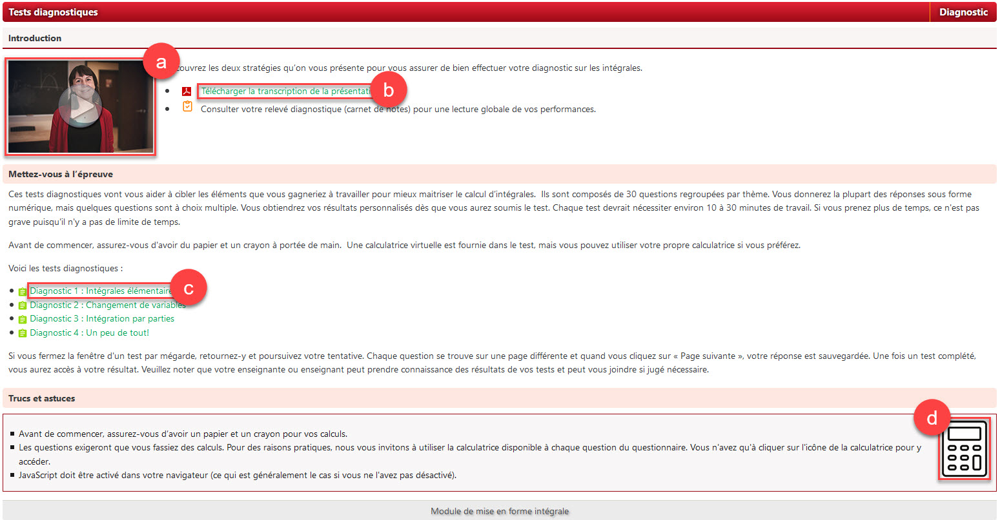 Tests diagnostiques
Diagnostic
Introduction
a
couvrez les deux stratégies qu'on vous présente pour vous assurer de bien effectuer votre diagnostic sur les intégrales.
b
Télécharger la transcription de la
Consulter votre relevé diagnostique (carnet de notes) pour une lecture globale de vos performances.
Mettez-vous à l'épreuve
Ces tests diagnostiques vont vous aider à cibler les éléments que vous gagneriez à travailler pour mieux maitriser le calcul d'intégrales. Ils sont composés de 30 questions regroupées par thème. Vous donnerez la plupart des réponses sous forme
numérique, mais quelques questions sont à choix multiple. Vous obtiendrez vos résultats personnalisés dès que vous aurez soumis le test. Chaque test devrait nécessiter environ 10 à 30 minutes de travail. Si vous prenez plus de temps, ce n'est pas
grave puisqu'il n'y a pas de limite de temps.
Avant de commencer, assurez-vous d'avoir du papier et un crayon à portée de main. Une calculatrice virtuelle est fournie dans le test, mais vous pouvez utiliser votre propre calculatrice si vous préférez.
Voici les tests diagnostiques :
c
Diagnostic 1 : Intégrales élémentaire
Diagnostic 2 : Changement de variables
Diagnostic 3 : Intégration par parties
Diagnostic 4 : Un peu de tout!
Si vous fermez la fenêtre d'un test par mégarde, retournez-y et poursuivez votre tentative. Chaque question se trouve sur une page différente et quand vous cliquez sur « Page suivante », votre réponse est sauvegardée. Une fois un test complété,
vous aurez accès à votre résultat. Veuillez noter que votre enseignante ou enseignant peut prendre connaissance des résultats de vos tests et peut vous joindre si jugé nécessaire.
Trucs et astuces
d
Avant de commencer, assurez-vous d'avoir un papier et un crayon pour vos calculs.
Les questions exigeront que vous fassiez des calculs. Pour des raisons pratiques, nous vous invitons à utiliser la calculatrice disponible à chaque question du questionnaire. Vous n'avez qu'à cliquer sur l'icône de la calculatrice pour y
accéder.
JavaScript doit être activé dans votre navigateur (ce qui est généralement le cas si vous ne l'avez pas désactivé).
Module de mise en forme intégrale